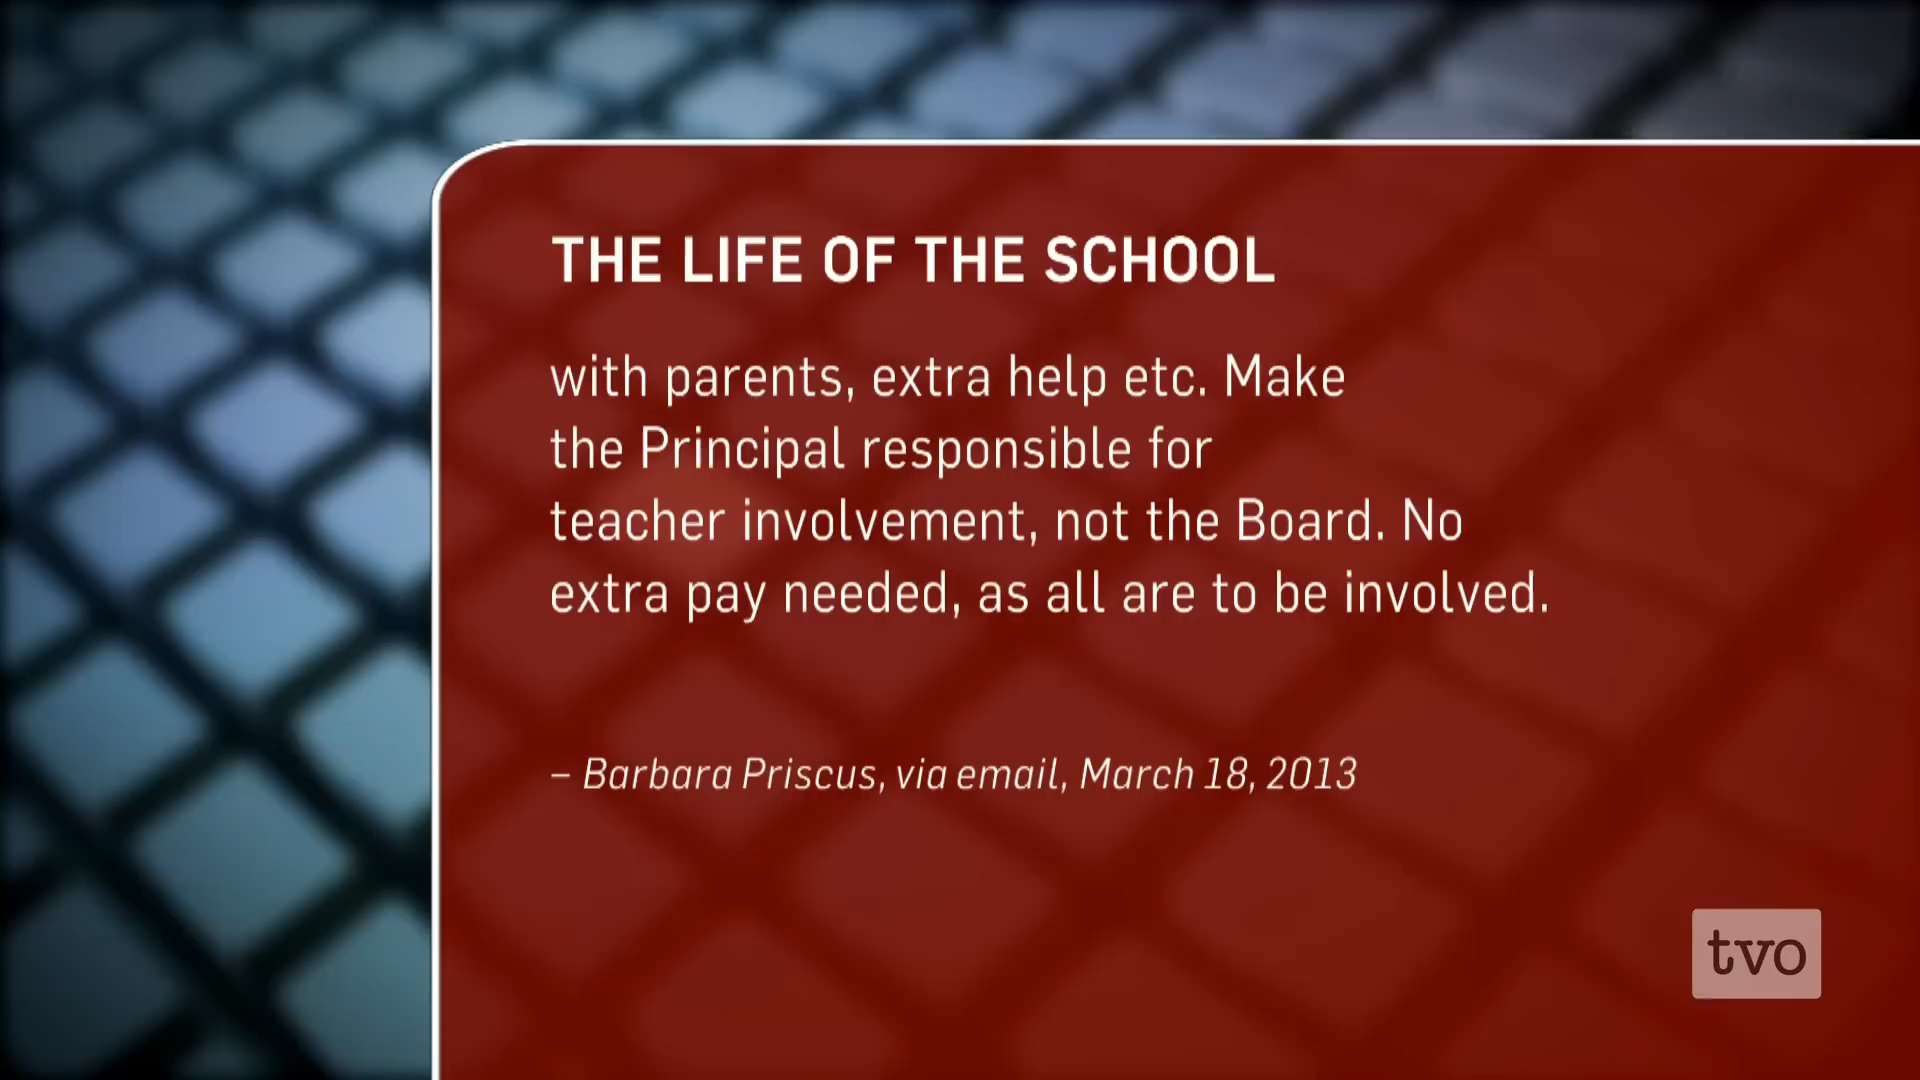 THE LIFE OF THE SCHOOL
with parents, extra help etc. Make
the Principal responsible for
teacher involvement, not the Board. No
extra pay needed, as all are to be involved.
– Barbara Priscus, via email, March 18, 2013
tvo